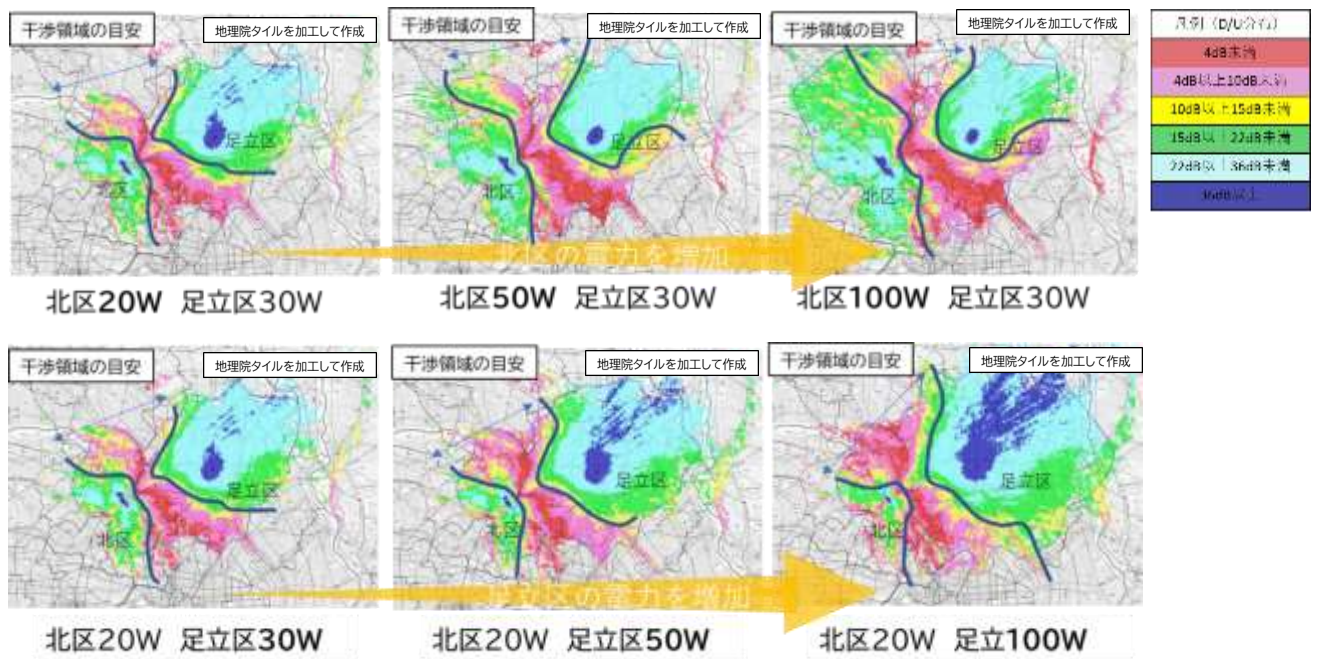 干渉領域の目安
地理院タイルを加工して作成
足立区
北区
干渉領域の目安
地理院タイルを加工して作成
足立区
北区
干渉領域の目安
地理院タイルを加工して作成
足立区
北区
凡例（D/U分布）
4dB未満
4dB以上10dB未満
10dB以上15dB未満
15dB以上22dB未満
22dB以上36dB未満
36dB以上
北区の電力を増加
北区20W 足立区30W
北区50W 足立区30W
北区100W 足立区30W
干渉領域の目安
地理院タイルを加工して作成
足立区
北区
干渉領域の目安
地理院タイルを加工して作成
足立区
北区
干渉領域の目安
地理院タイルを加工して作成
足立区
北区
足立区の電力を増加
北区20W 足立区30W
北区20W 足立区50W
北区20W 足立100W